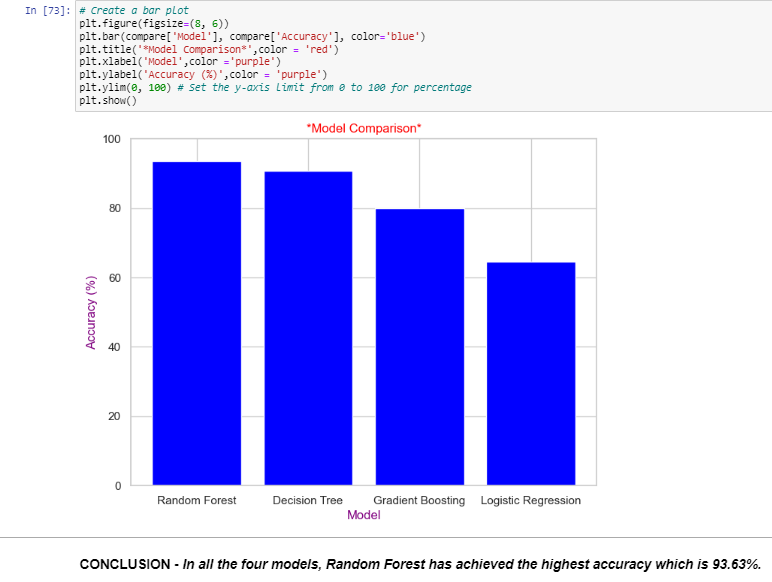 In [73]: # Create a bar plot
plt.figure(figsize=(8, 6))
plt.bar(compare['Model'], compare['Accuracy'], color='blue')
plt.title('*Model Comparison*',color = 'red')
plt.xlabel('Model',color ='purple')
plt.ylabel('Accuracy (%)',color = 'purple')
plt.ylim(0, 100) # Set the y-axis limit from 0 to 100 for percentage
plt.show()
*Model Comparison*
100
80
60
40
20
0
Accuracy (%)
Random Forest Decision Tree Gradient Boosting Logistic Regression
Model
CONCLUSION - In all the four models, Random Forest has achieved the highest accuracy which is 93.63%.